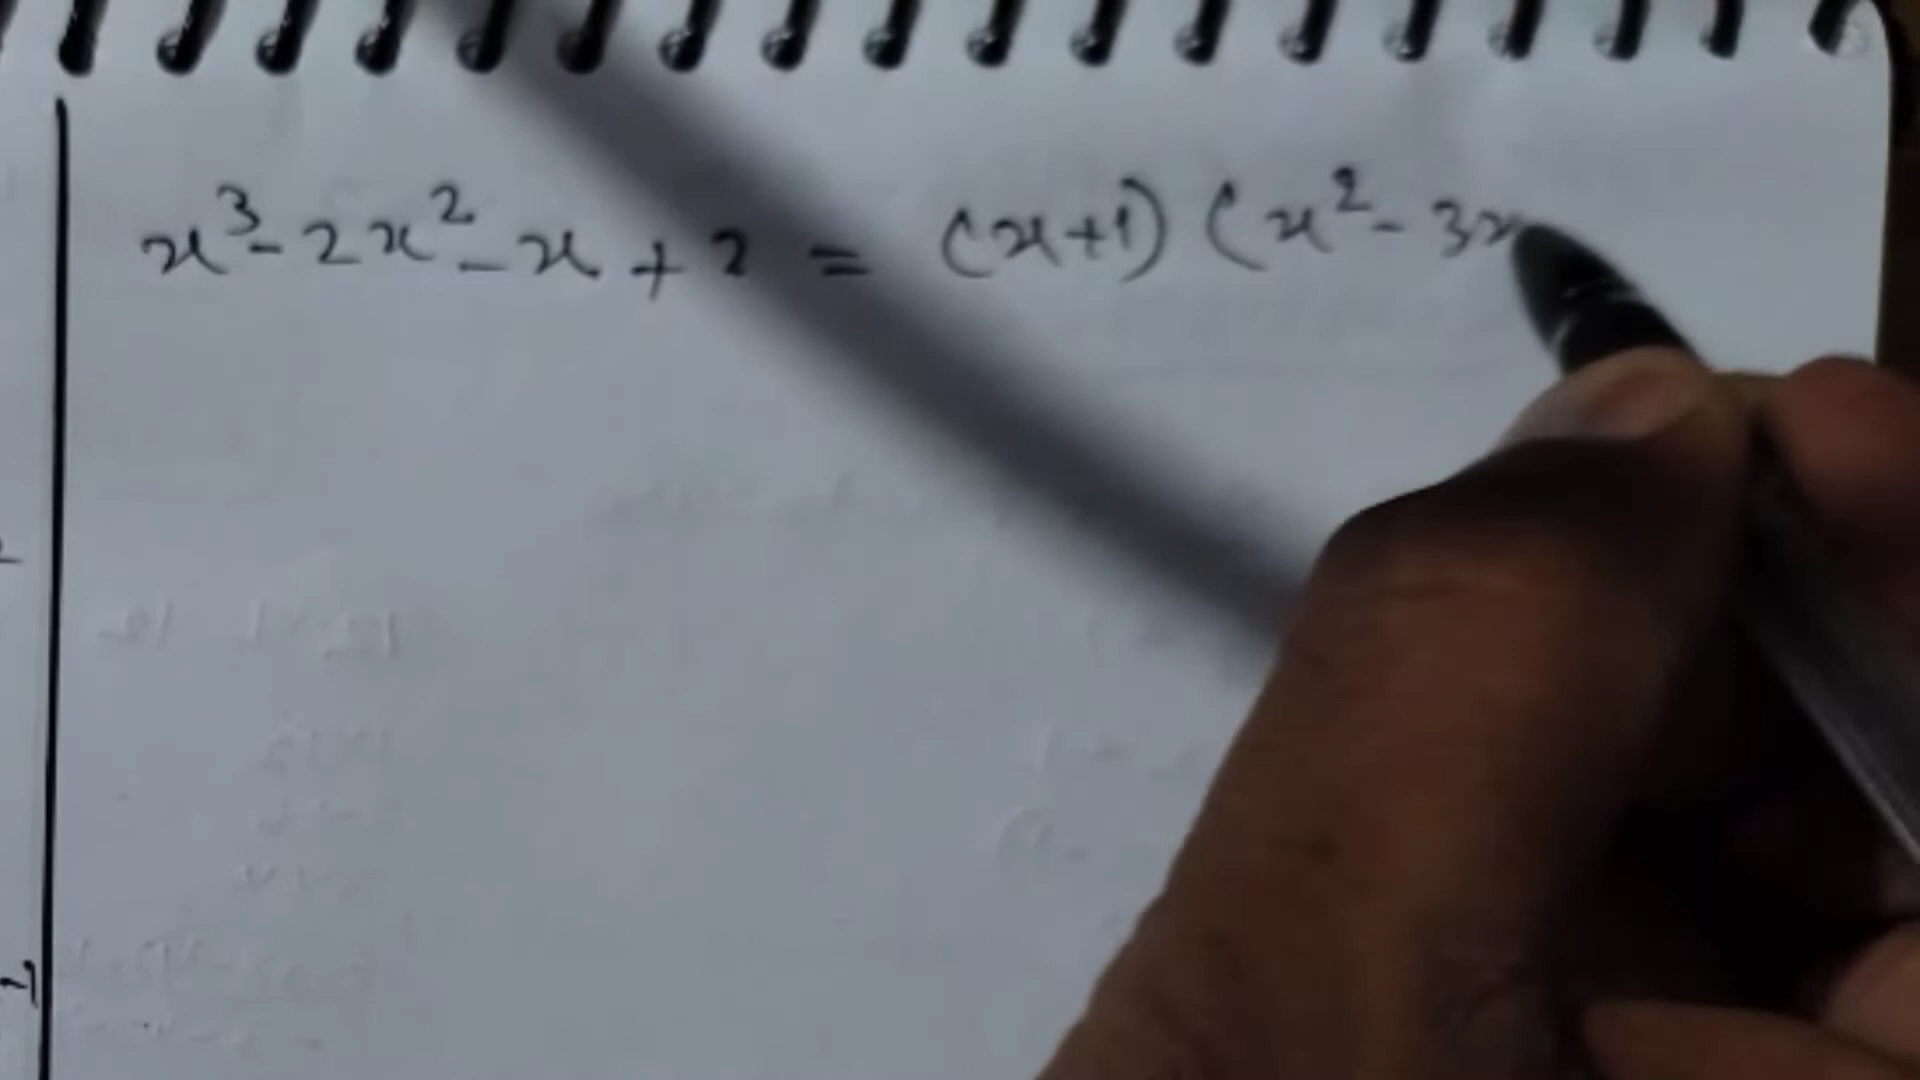 x³-2x²-x+2 = (x+1) (x²-3x